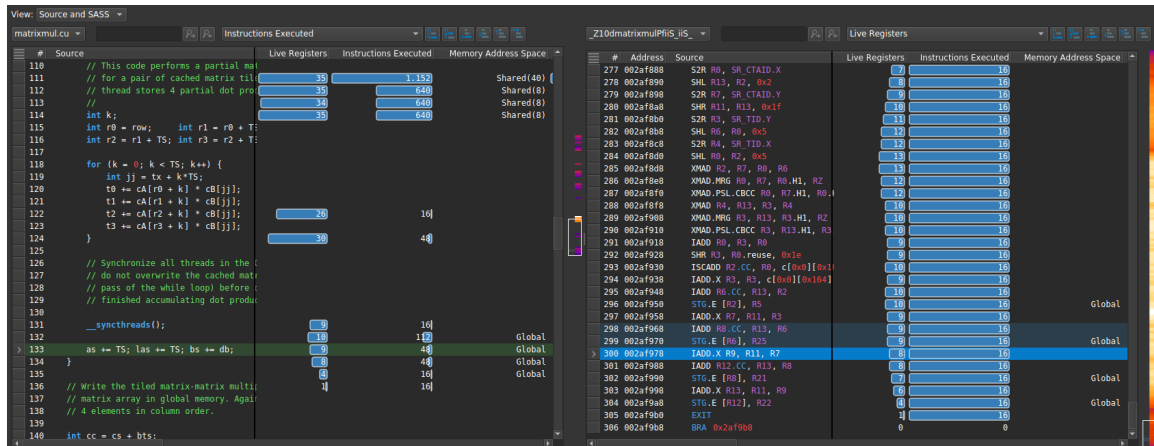 View: Source and SASS
matrixmul.cu Instructions Executed
# Source Live Registers Instructions Executed Memory Address Space
110 // This code performs a partial mat
111 // for a pair of cached matrix tile 35 1.152 Shared(40)
112 // thread stores 4 partial dot prod 35 640 Shared(8)
113 // 34 640 Shared(8)
114 int k; 35 640 Shared(8)
115 int r0 = row; int r1 = r0 + TS
116 int r2 = r1 + TS; int r3 = r2 + TS
117
118 for (k = 0; k < TS; k++) {
119 int jj = tx + k*TS;
120 t0 += cA[r0 + k] * cB[jj];
121 t1 += cA[r1 + k] * cB[jj];
122 t2 += cA[r2 + k] * cB[jj]; 26 16
123 t3 += cA[r3 + k] * cB[jj];
124 } 30 48
125
126 // Synchronize all threads in the
127 // do not overwrite the cached mat
128 // pass of the while loop) before
129 // finished accumulating dot produc
130
131 __syncthreads(); 9 16
132 10 112 Global
133 as += TS; las += TS; bs += db; 9 48 Global
134 } 8 48 Global
135 4 16 Global
136 // Write the tiled matrix-matrix multip 1 16
137 // matrix array in global memory. Agai
138 // 4 elements in column order.
139
140 int cc = cs + bts;
_Z10dmatrixmulPfiiS_iiS_ Live Registers
# Address Source Live Registers Instructions Executed Memory Address Space
277 002af888 S2R R0, SR_CTAID.X 7 16
278 002af890 SHL R13, R2, 0x2 8 16
279 002af898 S2R R7, SR_CTAID.Y 9 16
280 002af8a8 SHR R11, R13, 0x1f 10 16
281 002af8b0 S2R R3, SR_TID.Y 11 16
282 002af8b8 SHL R6, R0, 0x5 12 16
283 002af8c8 S2R R4, SR_TID.X 12 16
284 002af8d0 SHL R0, R2, 0x5 13 16
285 002af8d8 XMAD R2, R7, R0, R6 13 16
286 002af8e8 XMAD.MRG R0, R7, R0.H1, RZ 12 16
287 002af8f0 XMAD.PSL.CBCC R0, R7.H1, R0. 12 16
288 002af8f8 XMAD R4, R13, R3, R4 10 16
289 002af908 XMAD.MRG R3, R13, R3.H1, RZ 10 16
290 002af910 XMAD.PSL.CBCC R3, R13.H1, R3 10 16
291 002af918 IADD R0, R3, R0 9 16
292 002af928 SHR R3, R0.reuse, 0x1e 9 16
293 002af930 ISCADD R2.CC, R0, c[0x0][0x1 10 16
294 002af938 IADD.X R3, R3, c[0x0][0x164] 9 16
295 002af948 IADD R6.CC, R13, R2 10 16
296 002af950 STG.E [R2], R5 10 16 Global
297 002af958 IADD.X R7, R11, R3 9 16
298 002af968 IADD R8.CC, R13, R6 9 16
299 002af970 STG.E [R6], R25 9 16 Global
300 002af978 IADD.X R9, R11, R7 8 16
301 002af988 IADD R12.CC, R13, R8 8 16
302 002af990 STG.E [R8], R21 7 16 Global
303 002af998 IADD.X R13, R11, R9 6 16
304 002af9a8 STG.E [R12], R22 4 16 Global
305 002af9b0 EXIT 1 16
306 002af9b8 BRA 0x2af9b8 0 0